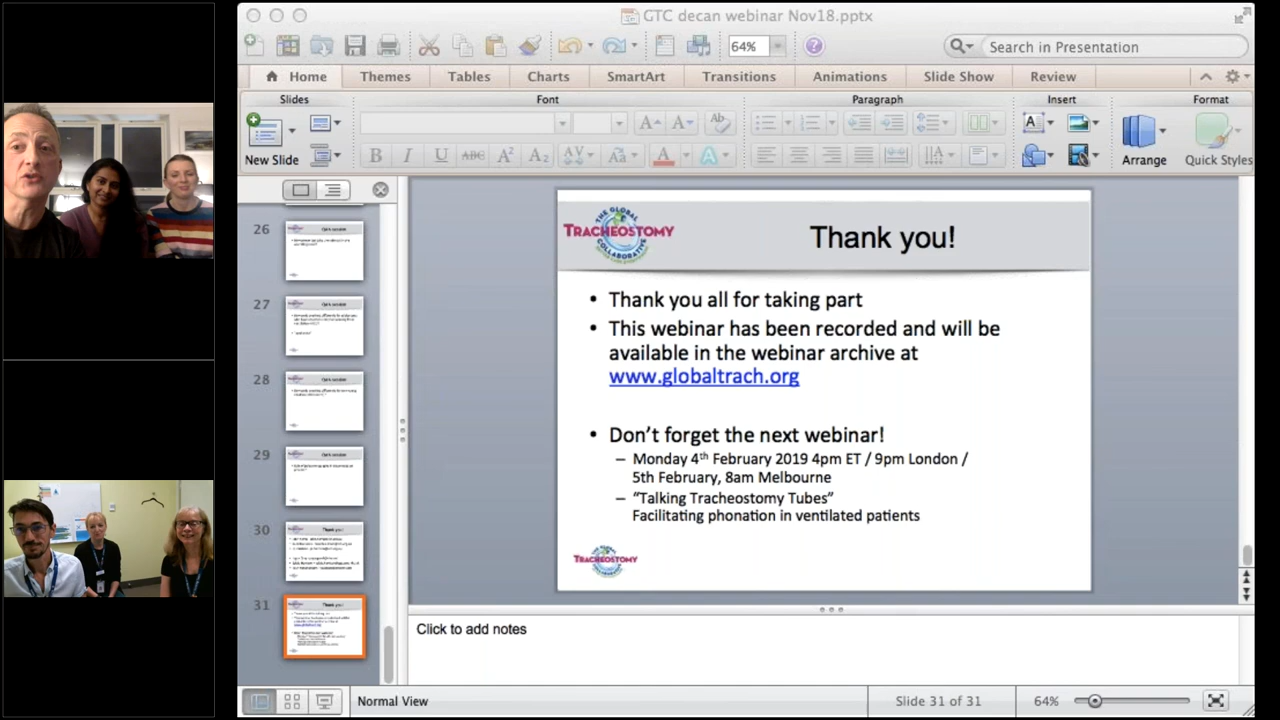 GTC decan webinar Nov18.pptx
64%
Search in Presentation
Home Themes Tables Charts SmartArt Transitions Animations Slide Show Review
Slides Font Paragraph Insert Format
New Slide Arrange Quick Styles
26
27
28
29
30
Thank you!
31
Thank you!
THE GLOBAL
TRACHEOSTOMY
COLLABORATIVE
Thank you!
• Thank you all for taking part
• This webinar has been recorded and will be
available in the webinar archive at
www.globaltrach.org
• Don't forget the next webinar!
– Monday 4th February 2019 4pm ET / 9pm London /
5th February, 8am Melbourne
– “Talking Tracheostomy Tubes”
Facilitating phonation in ventilated patients
TRACHEOSTOMY
Click to add notes
Normal View
Slide 31 of 31
64%